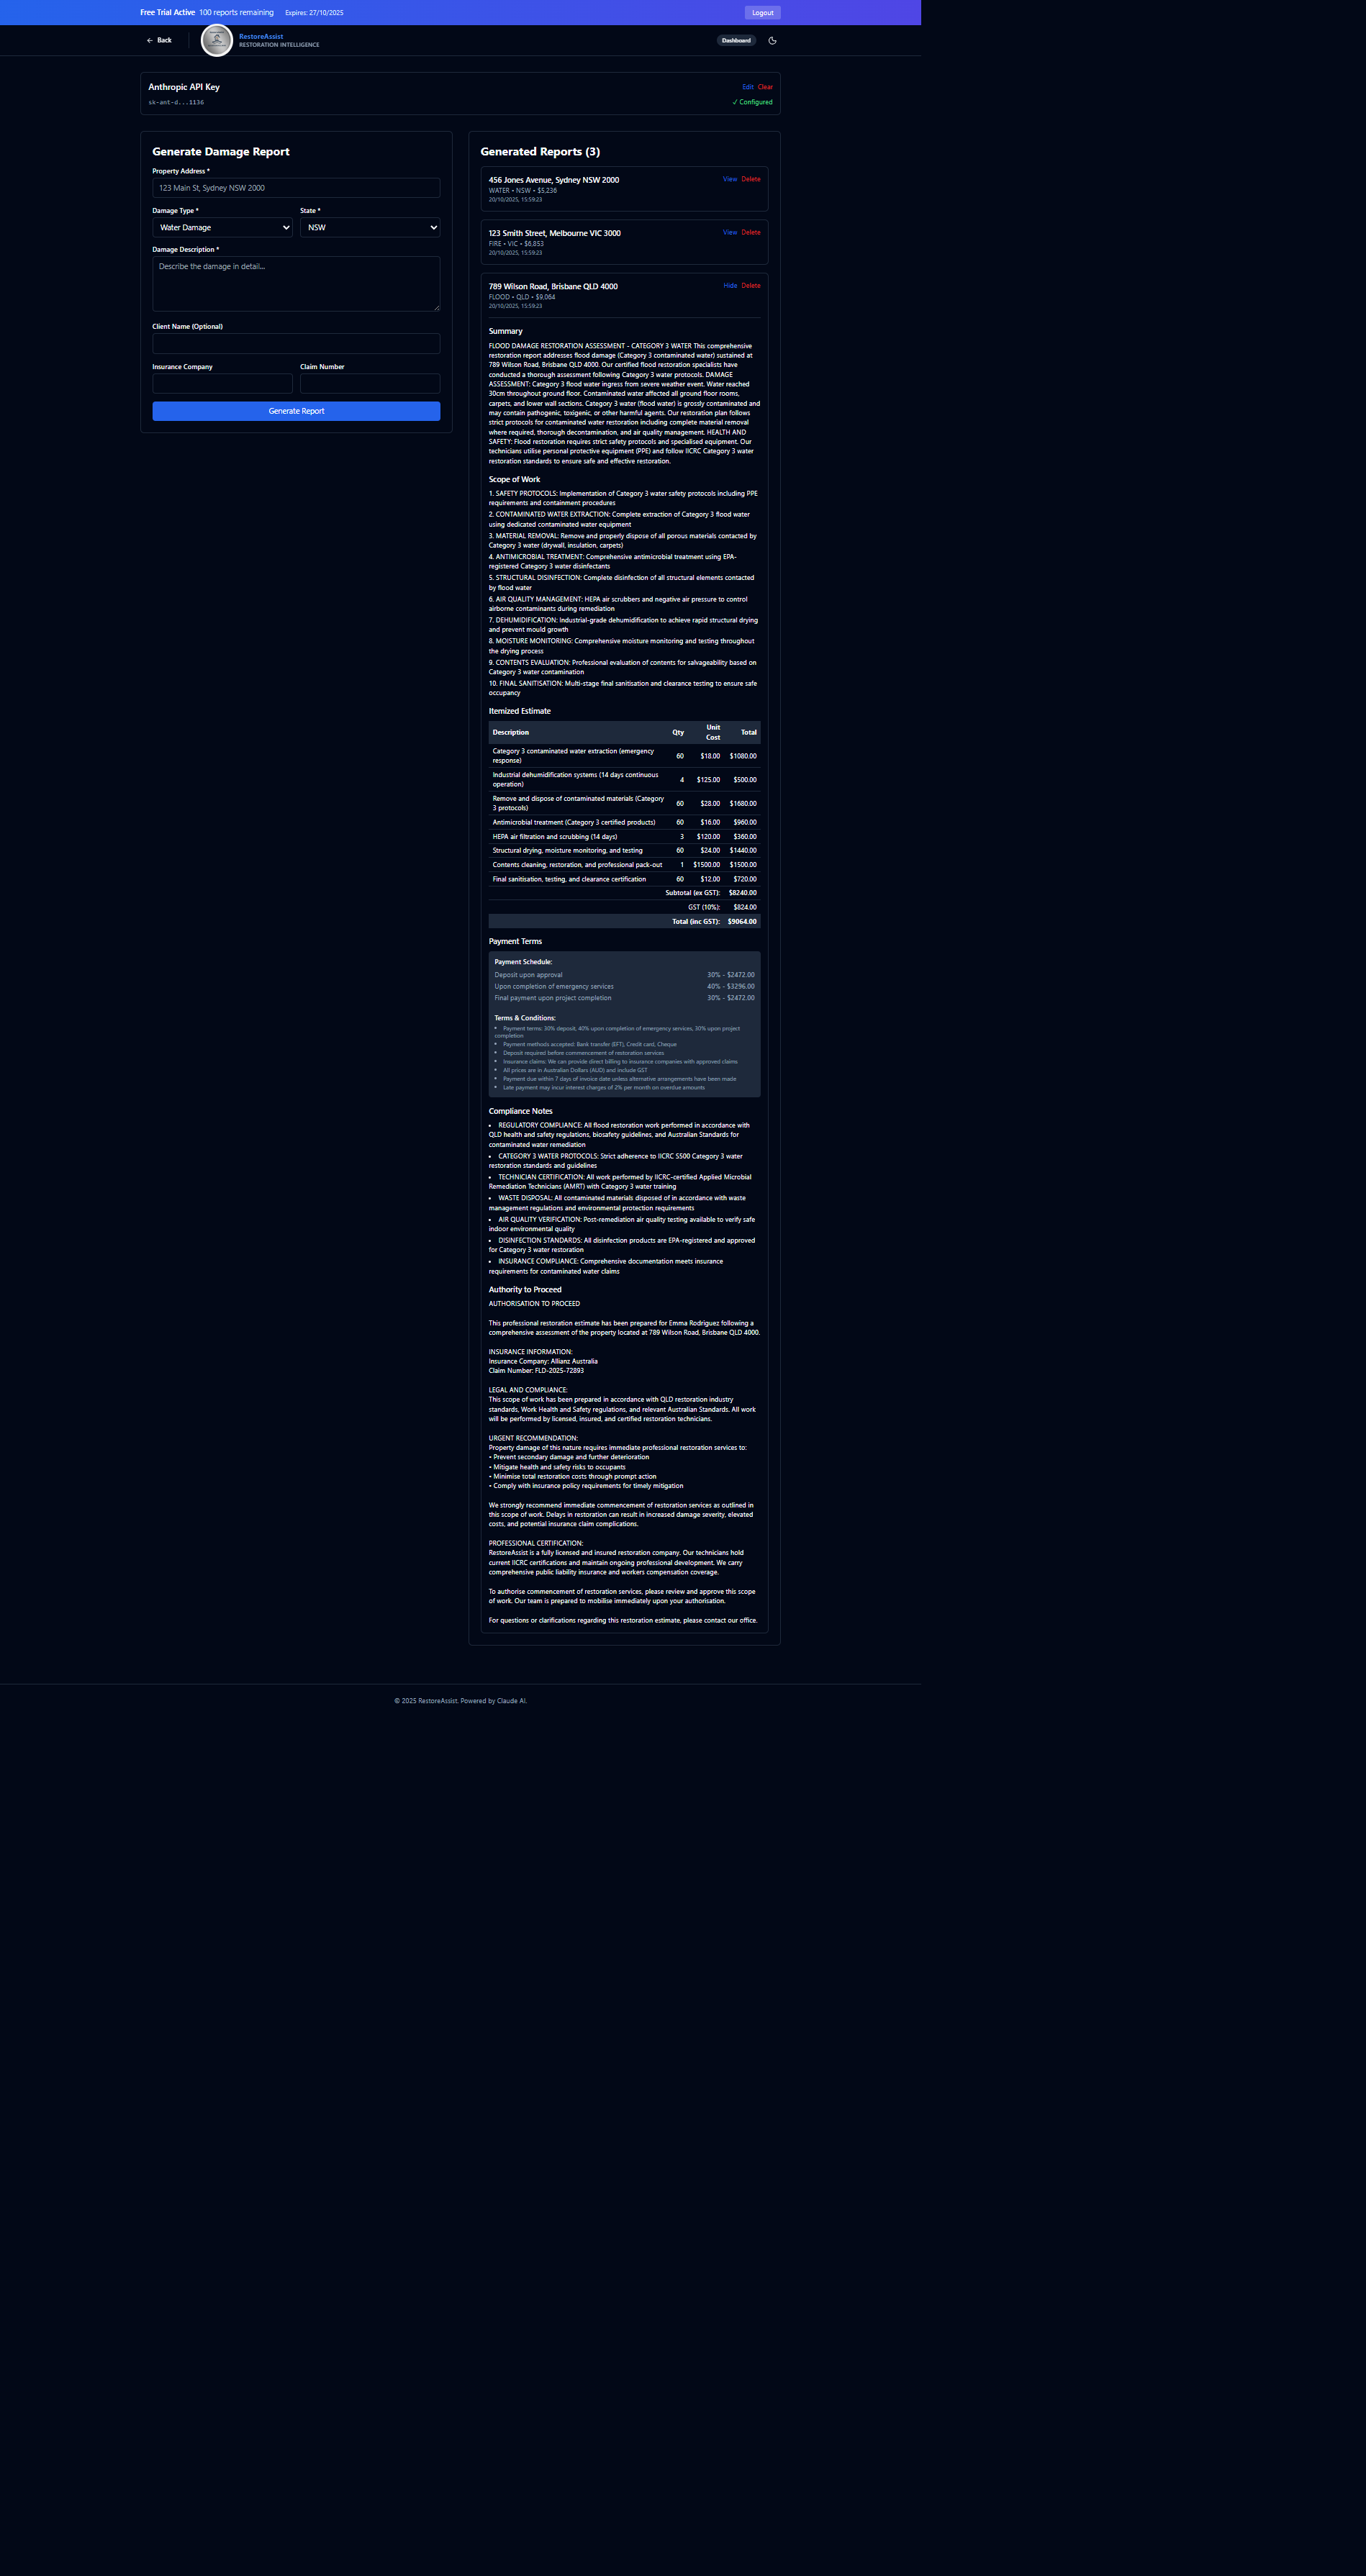 Free Trial Active 100 reports remaining Expires: 27/10/2025 Logout
← Back
RestoreAssist
RESTORATION INTELLIGENCE
Dashboard
Anthropic API Key Edit Clear
sk-ant-d...1136 ✓ Configured
Generate Damage Report
Property Address *
123 Main St, Sydney NSW 2000
Damage Type * State *
Water Damage NSW
Damage Description *
Describe the damage in detail...
Client Name (Optional)
Insurance Company Claim Number
Generate Report
Generated Reports (3)
456 Jones Avenue, Sydney NSW 2000 View Delete
WATER • NSW • $5,236
20/10/2025, 15:59:23
123 Smith Street, Melbourne VIC 3000 View Delete
FIRE • VIC • $6,853
20/10/2025, 15:59:23
789 Wilson Road, Brisbane QLD 4000 Hide Delete
FLOOD • QLD • $9,064
20/10/2025, 15:59:23
Summary
FLOOD DAMAGE RESTORATION ASSESSMENT - CATEGORY 3 WATER This comprehensive
restoration report addresses flood damage (Category 3 contaminated water) sustained at
789 Wilson Road, Brisbane QLD 4000. Our certified flood restoration specialists have
conducted a thorough assessment following Category 3 water protocols. DAMAGE
ASSESSMENT: Category 3 flood water ingress from severe weather event. Water reached
30cm throughout ground floor. Contaminated water affected all ground floor rooms,
carpets, and lower wall sections. Category 3 water (flood water) is grossly contaminated and
may contain pathogenic, toxigenic, or other harmful agents. Our restoration plan follows
strict protocols for contaminated water restoration including complete material removal
where required, thorough decontamination, and air quality management. HEALTH AND
SAFETY: Flood restoration requires strict safety protocols and specialised equipment. Our
technicians utilise personal protective equipment (PPE) and follow IICRC Category 3 water
restoration standards to ensure safe and effective restoration.
Scope of Work
1. SAFETY PROTOCOLS: Implementation of Category 3 water safety protocols including PPE
requirements and containment procedures
2. CONTAMINATED WATER EXTRACTION: Complete extraction of Category 3 flood water
using dedicated contaminated water equipment
3. MATERIAL REMOVAL: Remove and properly dispose of all porous materials contacted by
Category 3 water (drywall, insulation, carpets)
4. ANTIMICROBIAL TREATMENT: Comprehensive antimicrobial treatment using EPA-
registered Category 3 water disinfectants
5. STRUCTURAL DISINFECTION: Complete disinfection of all structural elements contacted
by flood water
6. AIR QUALITY MANAGEMENT: HEPA air scrubbers and negative air pressure to control
airborne contaminants during remediation
7. DEHUMIDIFICATION: Industrial-grade dehumidification to achieve rapid structural drying
and prevent mould growth
8. MOISTURE MONITORING: Comprehensive moisture monitoring and testing throughout
the drying process
9. CONTENTS EVALUATION: Professional evaluation of contents for salvageability based on
Category 3 water contamination
10. FINAL SANITISATION: Multi-stage final sanitisation and clearance testing to ensure safe
occupancy
Itemized Estimate
Description Qty Unit Cost Total
Category 3 contaminated water extraction (emergency response) 60 $18.00 $1080.00
Industrial dehumidification systems (14 days continuous operation) 4 $125.00 $500.00
Remove and dispose of contaminated materials (Category 3 protocols) 60 $28.00 $1680.00
Antimicrobial treatment (Category 3 certified products) 60 $16.00 $960.00
HEPA air filtration and scrubbing (14 days) 3 $120.00 $360.00
Structural drying, moisture monitoring, and testing 60 $24.00 $1440.00
Contents cleaning, restoration, and professional pack-out 1 $1500.00 $1500.00
Final sanitisation, testing, and clearance certification 60 $12.00 $720.00
Subtotal (ex GST): $8240.00
GST (10%): $824.00
Total (inc GST): $9064.00
Payment Terms
Payment Schedule:
Deposit upon approval 30% - $2472.00
Upon completion of emergency services 40% - $3296.00
Final payment upon project completion 30% - $2472.00
Terms & Conditions:
• Payment terms: 30% deposit, 40% upon completion of emergency services, 30% upon project
completion
• Payment methods accepted: Bank transfer (EFT), Credit card, Cheque
• Deposit required before commencement of restoration services
• Insurance claims: We can provide direct billing to insurance companies with approved claims
• All prices are in Australian Dollars (AUD) and include GST
• Payment due within 7 days of invoice date unless alternative arrangements have been made
• Late payment may incur interest charges of 2% per month on overdue amounts
Compliance Notes
• REGULATORY COMPLIANCE: All flood restoration work performed in accordance with
QLD health and safety regulations, biosafety guidelines, and Australian Standards for
contaminated water remediation
• CATEGORY 3 WATER PROTOCOLS: Strict adherence to IICRC S500 Category 3 water
restoration standards and guidelines
• TECHNICIAN CERTIFICATION: All work performed by IICRC-certified Applied Microbial
Remediation Technicians (AMRT) with Category 3 water training
• WASTE DISPOSAL: All contaminated materials disposed of in accordance with waste
management regulations and environmental protection requirements
• AIR QUALITY VERIFICATION: Post-remediation air quality testing available to verify safe
indoor environmental quality
• DISINFECTION STANDARDS: All disinfection products are EPA-registered and approved
for Category 3 water restoration
• INSURANCE COMPLIANCE: Comprehensive documentation meets insurance
requirements for contaminated water claims
Authority to Proceed
AUTHORISATION TO PROCEED
This professional restoration estimate has been prepared for Emma Rodriguez following a
comprehensive assessment of the property located at 789 Wilson Road, Brisbane QLD 4000.
INSURANCE INFORMATION:
Insurance Company: Allianz Australia
Claim Number: FLD-2025-72893
LEGAL AND COMPLIANCE:
This scope of work has been prepared in accordance with QLD restoration industry
standards, Work Health and Safety regulations, and relevant Australian Standards. All work
will be performed by licensed, insured, and certified restoration technicians.
URGENT RECOMMENDATION:
Property damage of this nature requires immediate professional restoration services to:
• Prevent secondary damage and further deterioration
• Mitigate health and safety risks to occupants
• Minimise total restoration costs through prompt action
• Comply with insurance policy requirements for timely mitigation
We strongly recommend immediate commencement of restoration services as outlined in
this scope of work. Delays in restoration can result in increased damage severity, elevated
costs, and potential insurance claim complications.
PROFESSIONAL CERTIFICATION:
RestoreAssist is a fully licensed and insured restoration company. Our technicians hold
current IICRC certifications and maintain ongoing professional development. We carry
comprehensive public liability insurance and workers compensation coverage.
To authorise commencement of restoration services, please review and approve this scope
of work. Our team is prepared to mobilise immediately upon your authorisation.
For questions or clarifications regarding this restoration estimate, please contact our office.
© 2025 RestoreAssist. Powered by Claude AI.